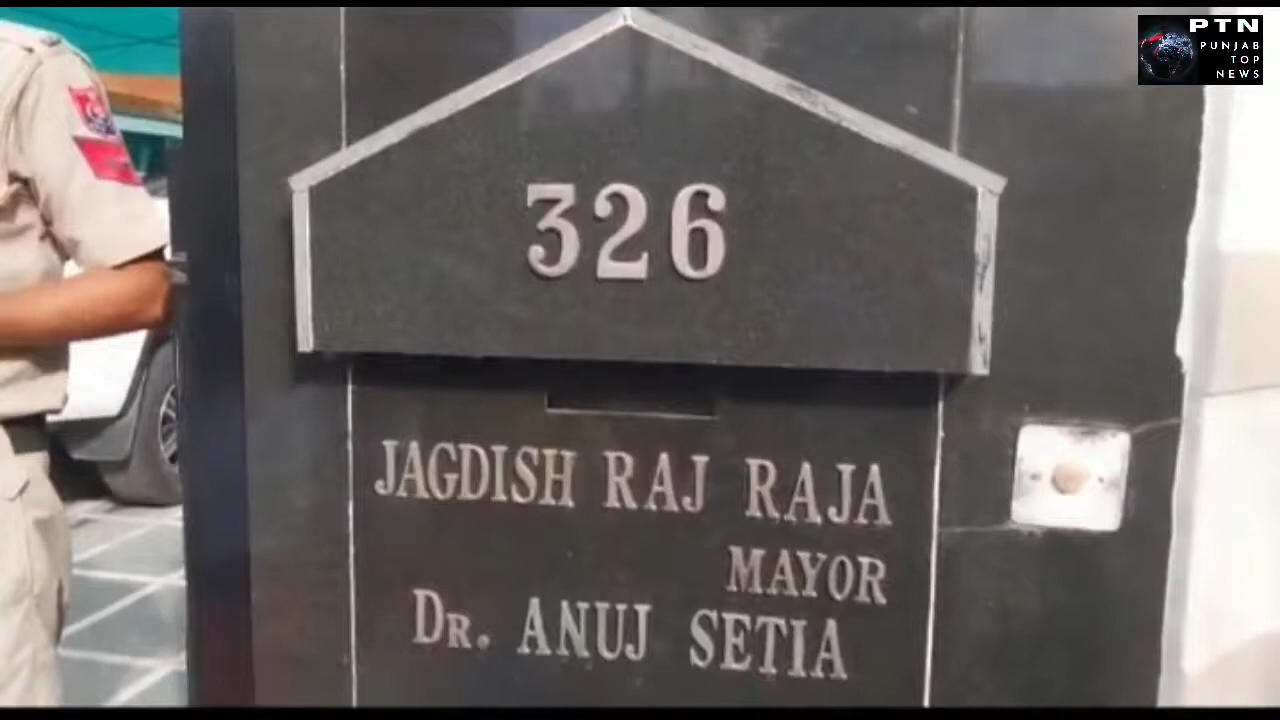 PTN
PUNJAB
TOP
NEWS
326
JAGDISH RAJ RAJA
MAYOR
DR. ANUJ SETIA